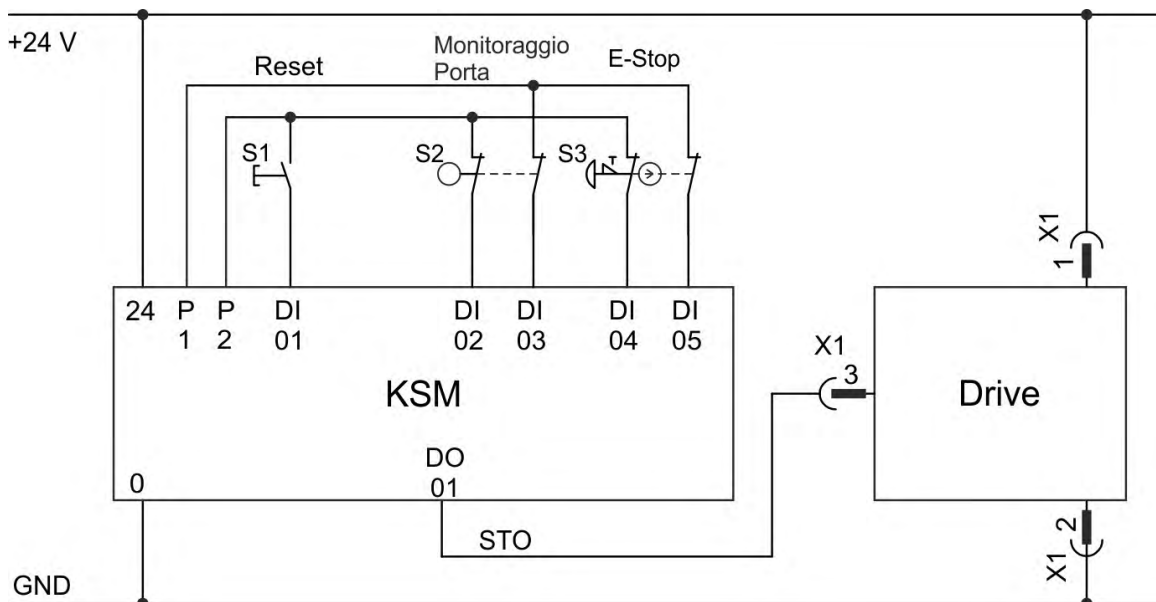 +24 V
Reset
Monitoraggio
Porta
E-Stop
S1
S2
S3
24 P P DI DI DI DI DI
1 2 01 02 03 04 05
KSM
0
DO
01
STO
X1
1
X1
3
Drive
2
X1
GND